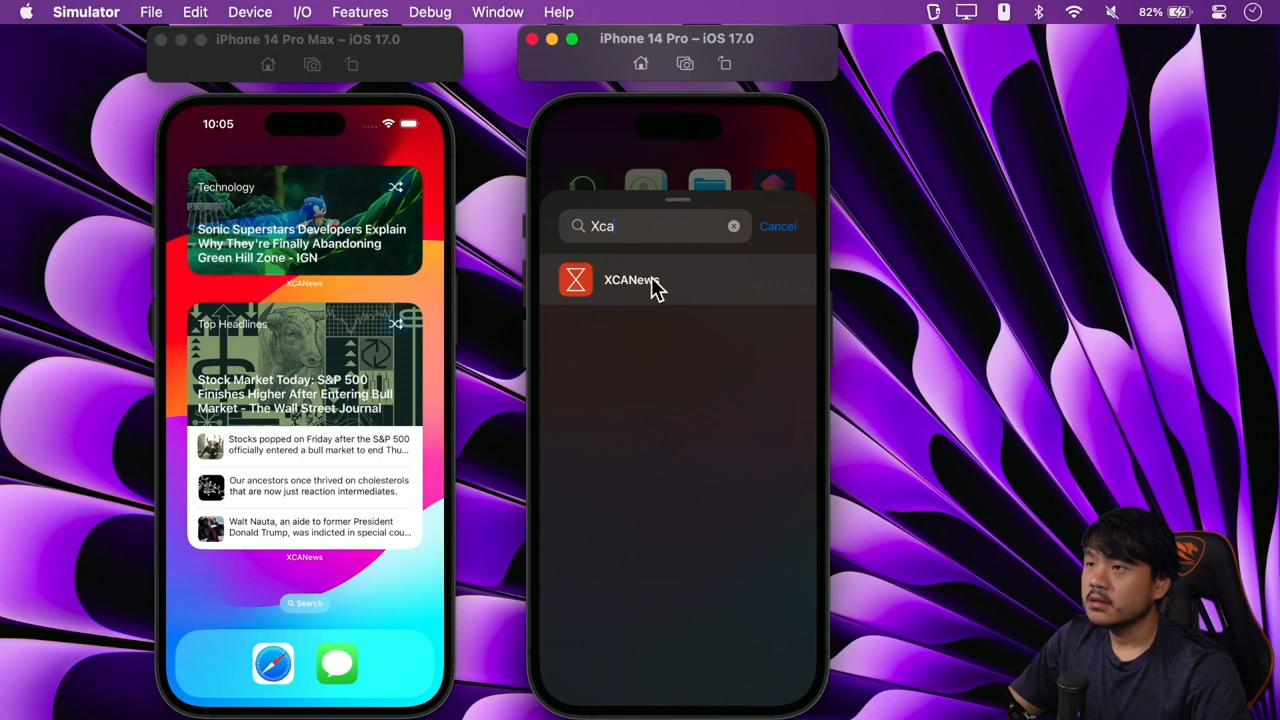 Simulator File Edit Device I/O Features Debug Window Help 82%
iPhone 14 Pro Max – iOS 17.0
10:05
Technology
Sonic Superstars Developers Explain
Why They're Finally Abandoning
Green Hill Zone - IGN
XCANews
Top Headlines
Stock Market Today: S&P 500
Finishes Higher After Entering Bull
Market - The Wall Street Journal
Stocks popped on Friday after the S&P 500
officially entered a bull market to end Thu...
Our ancestors once thrived on cholesterols
that are now just reaction intermediates.
Walt Nauta, an aide to former President
Donald Trump, was indicted in special cou...
XCANews
Search
iPhone 14 Pro – iOS 17.0
Xca
Cancel
XCANews